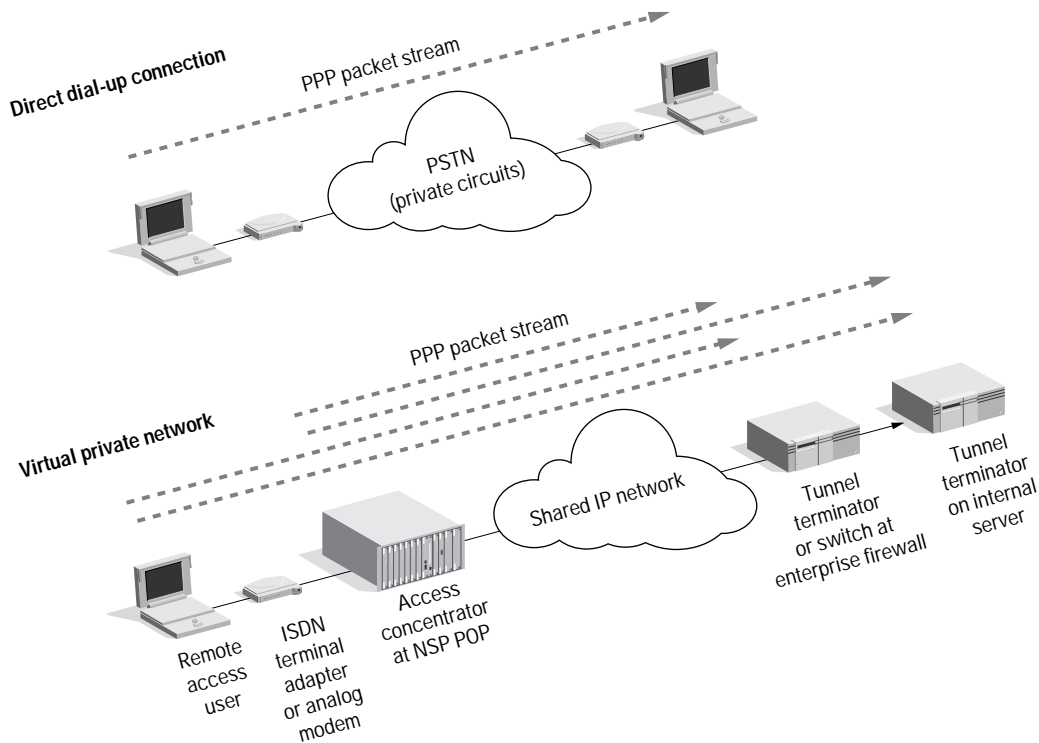 Direct dial-up connection
PPP packet stream
PSTN
(private circuits)
PPP packet stream
Virtual private network
Shared IP network
Remote
access
user
ISDN
terminal
adapter
or analog
modem
Access
concentrator
at NSP POP
Tunnel
terminator
or switch at
enterprise firewall
Tunnel
terminator
on internal
server